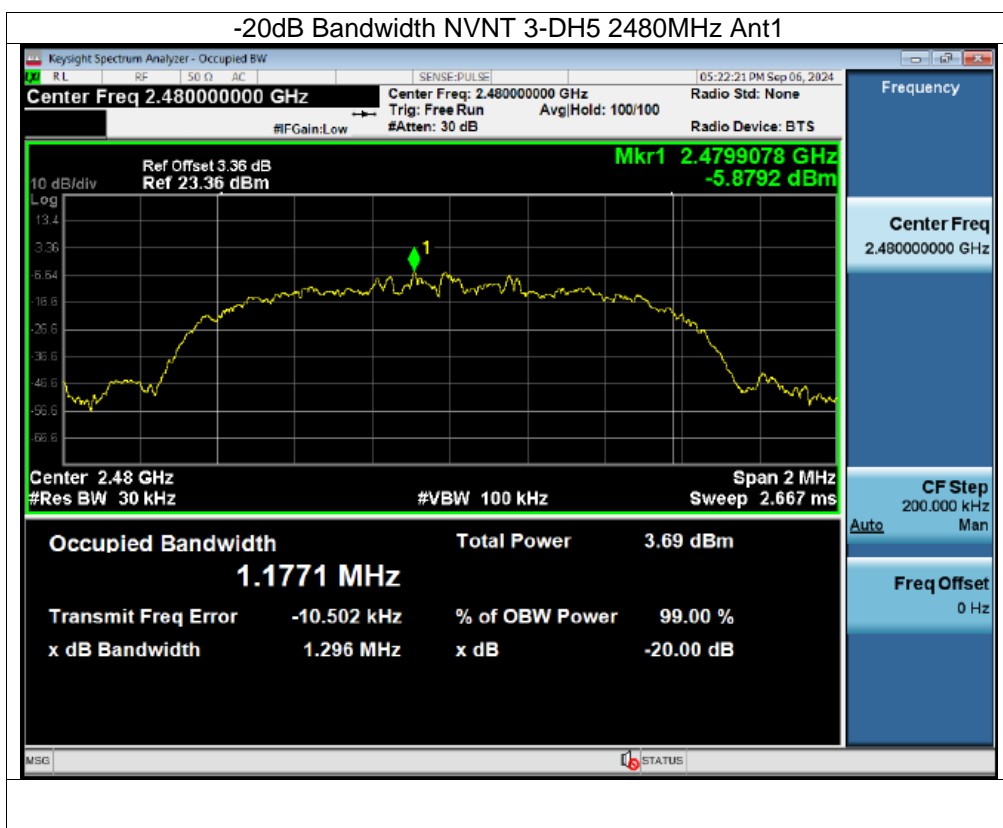 -20dB Bandwidth NVNT 3-DH5 2480MHz Ant1
Keysight Spectrum Analyzer - Occupied BW
LXI RL RF 50 Ω AC SENSE:PULSE 05:22:21 PM Sep 06, 2024
Center Freq 2.480000000 GHz
Center Freq: 2.480000000 GHz
Radio Std: None
Trig: Free Run Avg|Hold: 100/100
#IFGain:Low
#Atten: 30 dB
Radio Device: BTS
Frequency
Mkr1 2.4799078 GHz
-5.8792 dBm
Ref Offset 3.36 dB
10 dB/div Ref 23.36 dBm
Log
13.4
3.36
-6.54
-16.6
-26.6
-36.6
-46.6
-56.6
-66.6
1
Center 2.48 GHz
Span 2 MHz
#Res BW 30 kHz
#VBW 100 kHz
Sweep 2.667 ms
Center Freq
2.480000000 GHz
CF Step
200.000 kHz
Auto Man
Freq Offset
0 Hz
Occupied Bandwidth
1.1771 MHz
Total Power 3.69 dBm
Transmit Freq Error -10.502 kHz
% of OBW Power 99.00 %
x dB Bandwidth 1.296 MHz
x dB -20.00 dB
MSG
STATUS